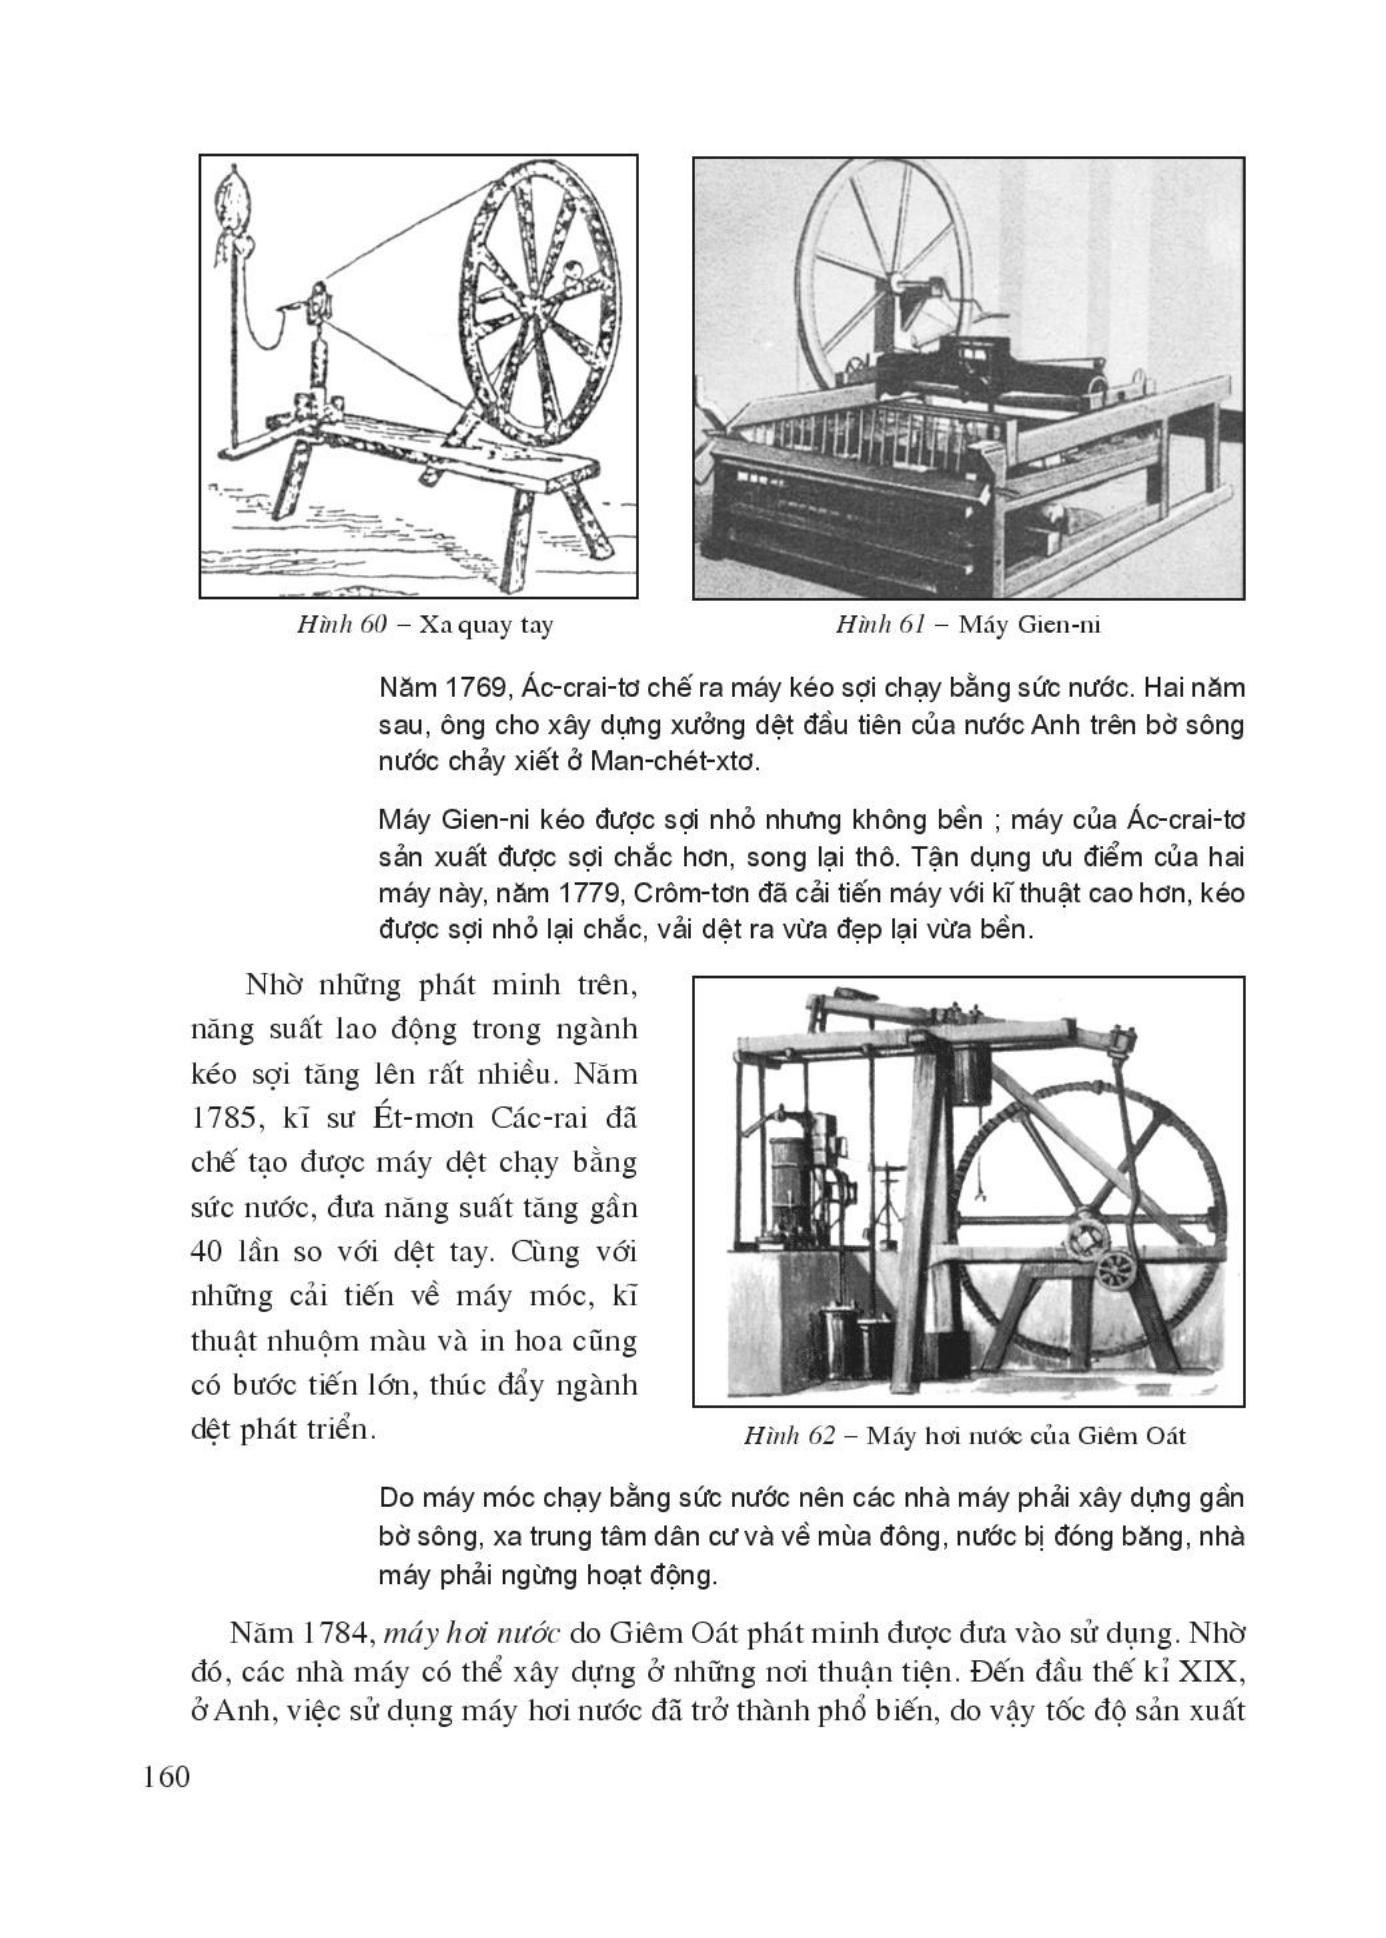 Hình 60 – Xa quay tay
Hình 61 – Máy Gien-ni
Năm 1769, Ác-crai-tơ chế ra máy kéo sợi chạy bằng sức nước. Hai năm
sau, ông cho xây dựng xưởng dệt đầu tiên của nước Anh trên bờ sông
nước chảy xiết ở Man-chét-xtơ.
Máy Gien-ni kéo được sợi nhỏ nhưng không bền ; máy của Ác-crai-tơ
sản xuất được sợi chắc hơn, song lại thô. Tận dụng ưu điểm của hai
máy này, năm 1779, Crôm-tơn đã cải tiến máy với kĩ thuật cao hơn, kéo
được sợi nhỏ lại chắc, vải dệt ra vừa đẹp lại vừa bền.
Nhờ những phát minh trên,
năng suất lao động trong ngành
kéo sợi tăng lên rất nhiều. Năm
1785, kĩ sư Ét-mơn Các-rai đã
chế tạo được máy dệt chạy bằng
sức nước, đưa năng suất tăng gần
40 lần so với dệt tay. Cùng với
những cải tiến về máy móc, kĩ
thuật nhuộm màu và in hoa cũng
có bước tiến lớn, thúc đẩy ngành
dệt phát triển.
Hình 62 – Máy hơi nước của Giêm Oát
Do máy móc chạy bằng sức nước nên các nhà máy phải xây dựng gần
bờ sông, xa trung tâm dân cư và về mùa đông, nước bị đóng băng, nhà
máy phải ngừng hoạt động.
Năm 1784, máy hơi nước do Giêm Oát phát minh được đưa vào sử dụng. Nhờ
đó, các nhà máy có thể xây dựng ở những nơi thuận tiện. Đến đầu thế kỉ XIX,
ở Anh, việc sử dụng máy hơi nước đã trở thành phổ biến, do vậy tốc độ sản xuất
160